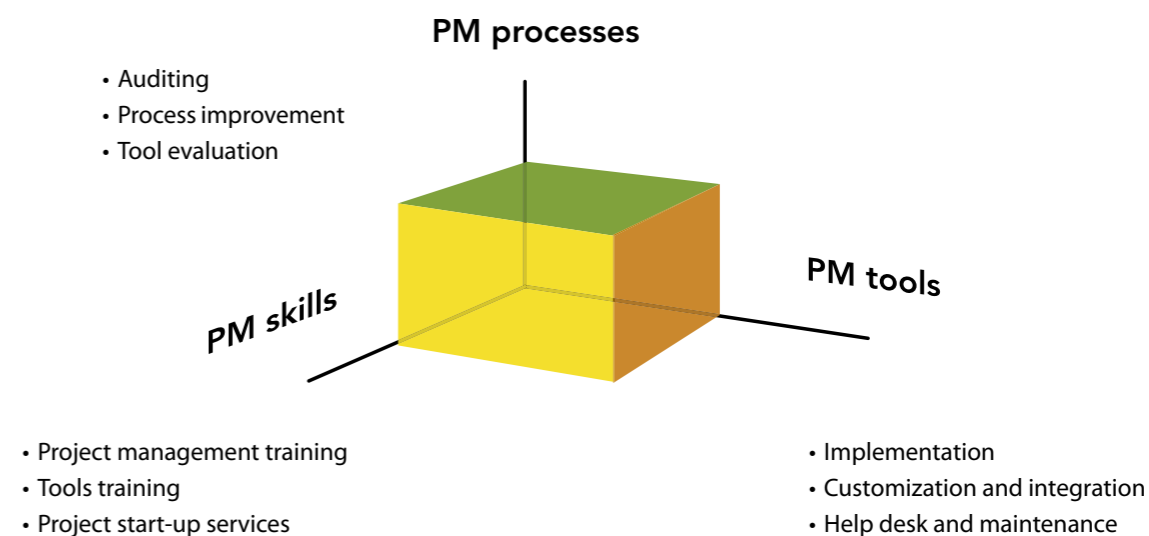 PM processes
• Auditing
• Process improvement
• Tool evaluation
PM tools
PM skills
• Project management training
• Tools training
• Project start-up services
• Implementation
• Customization and integration
• Help desk and maintenance